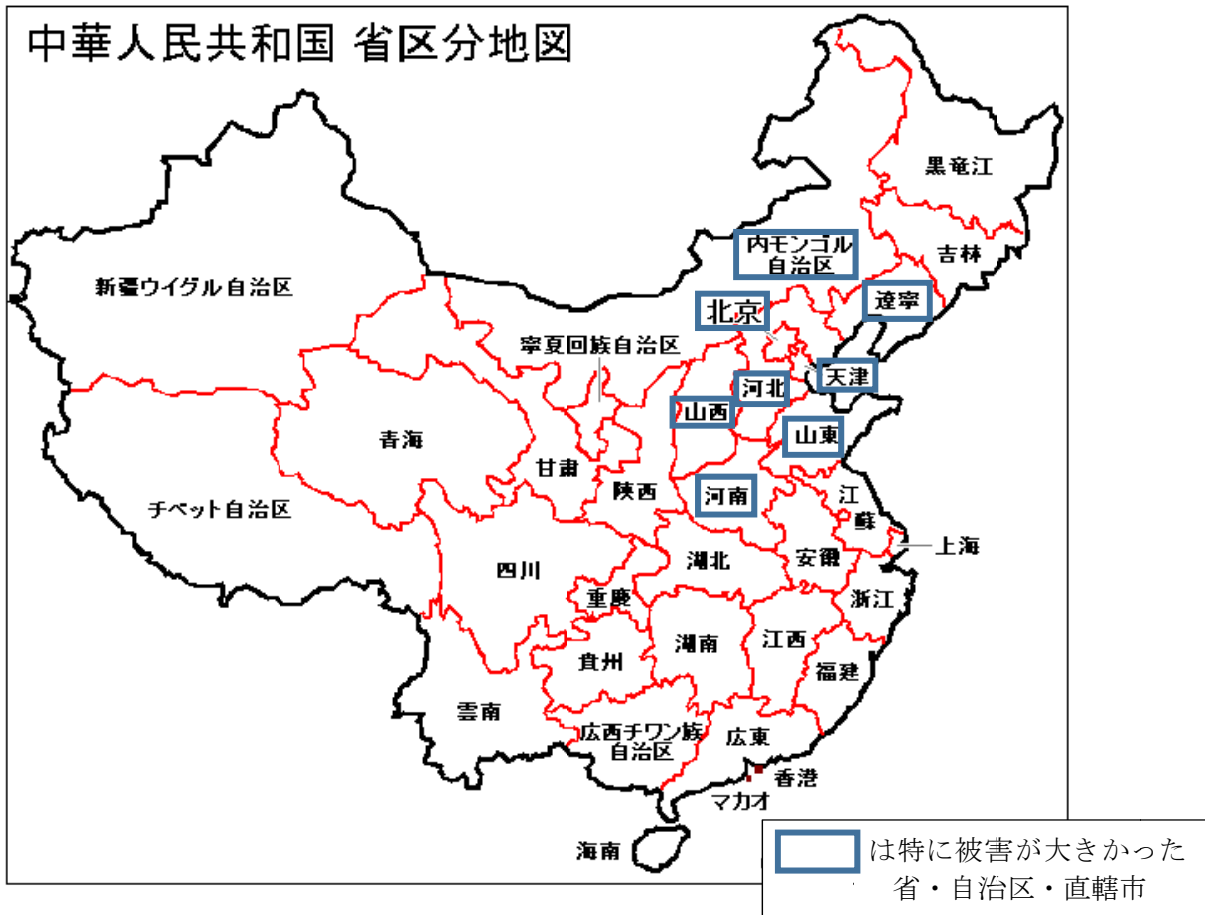 中華人民共和国 省区分地図
黒竜江
内モンゴル
自治区
吉林
新疆ウイグル自治区
遼寧
北京
寧夏回族自治区
天津
河北
山西
山東
青海
甘粛
陝西
河南
江
蘇
チベット自治区
上海
四川
湖北
安徽
重慶
浙江
湖南
江西
貴州
福建
雲南
広西チワン族
自治区
広東
香港
マカオ
海南
は特に被害が大きかった
省・自治区・直轄市